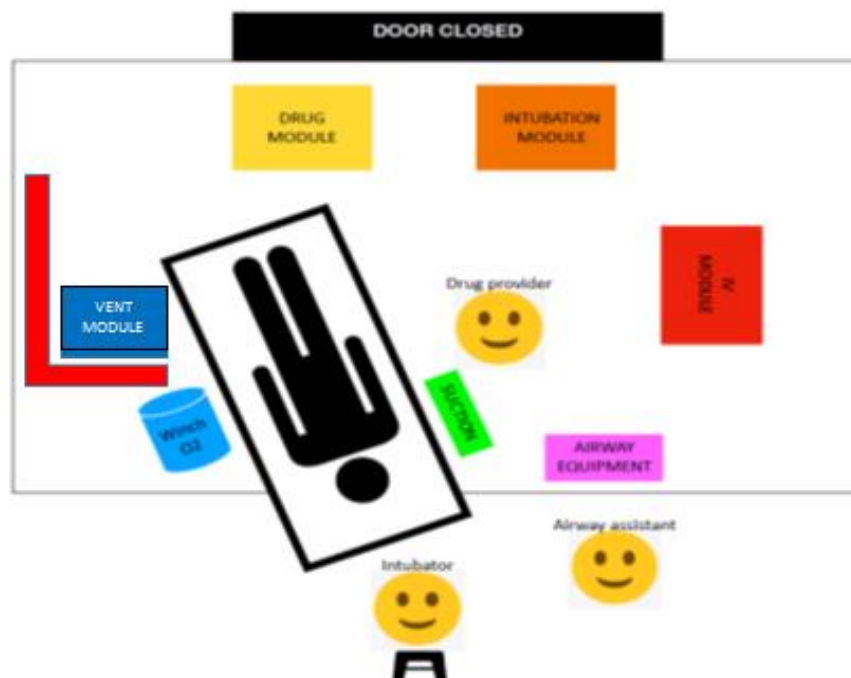 DOOR CLOSED
DRUG
MODULE
INTUBATION
MODULE
VENT
MODULE
IV
MODULE
Drug provider
Winch
O2
SUCTION
AIRWAY
EQUIPMENT
Airway assistant
Intubator